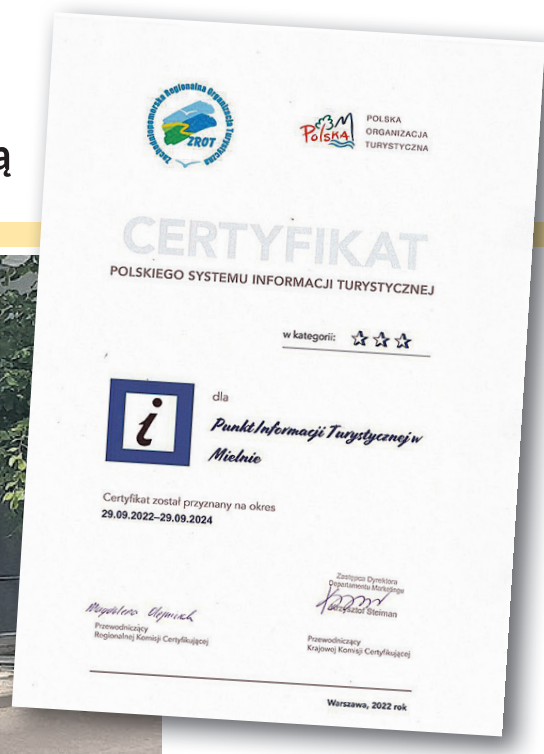 ą
Zachodniopomorska Regionalna Organizacja Turystyczna
ZROT
Polska
POLSKA
ORGANIZACJA
TURYSTYCZNA
CERTYFIKAT
POLSKIEGO SYSTEMU INFORMACJI TURYSTYCZNEJ
w kategorii:
i
dla
Punkt Informacji Turystycznej w
Mielnie
Certyfikat został przyznany na okres
29.09.2022–29.09.2024
Zastępca Dyrektora
Departamentu Marketingu
Krzysztof Steiman
Przewodniczący
Regionalnej Komisji Certyfikującej
Przewodniczący
Krajowej Komisji Certyfikującej
Warszawa, 2022 rok